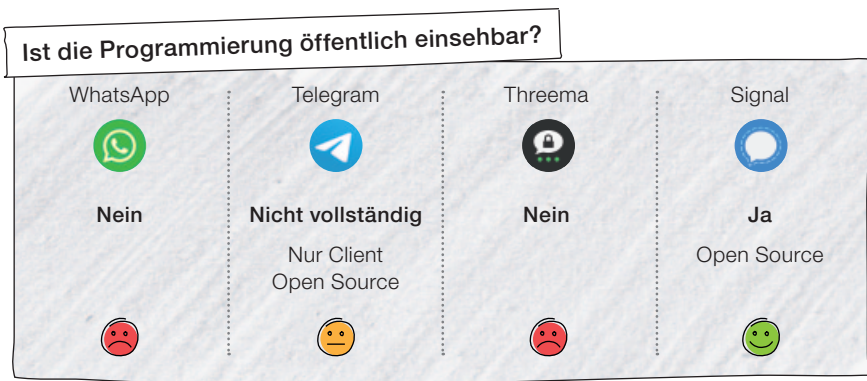 Ist die Programmierung öffentlich einsehbar?
WhatsApp
Telegram
Threema
Signal
Nein
Nicht vollständig
Nein
Ja
Nur Client
Open Source
Open Source